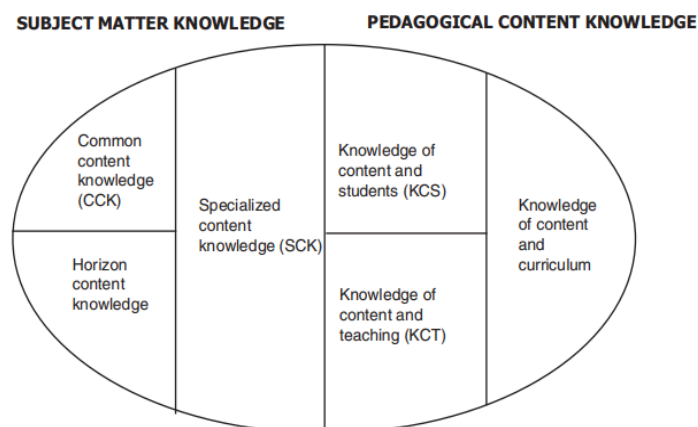 SUBJECT MATTER KNOWLEDGE
PEDAGOGICAL CONTENT KNOWLEDGE
Common
content
knowledge
(CCK)
Horizon
content
knowledge
Specialized
content
knowledge (SCK)
Knowledge of
content and
students (KCS)
Knowledge of
content and
teaching (KCT)
Knowledge
of content
and
curriculum